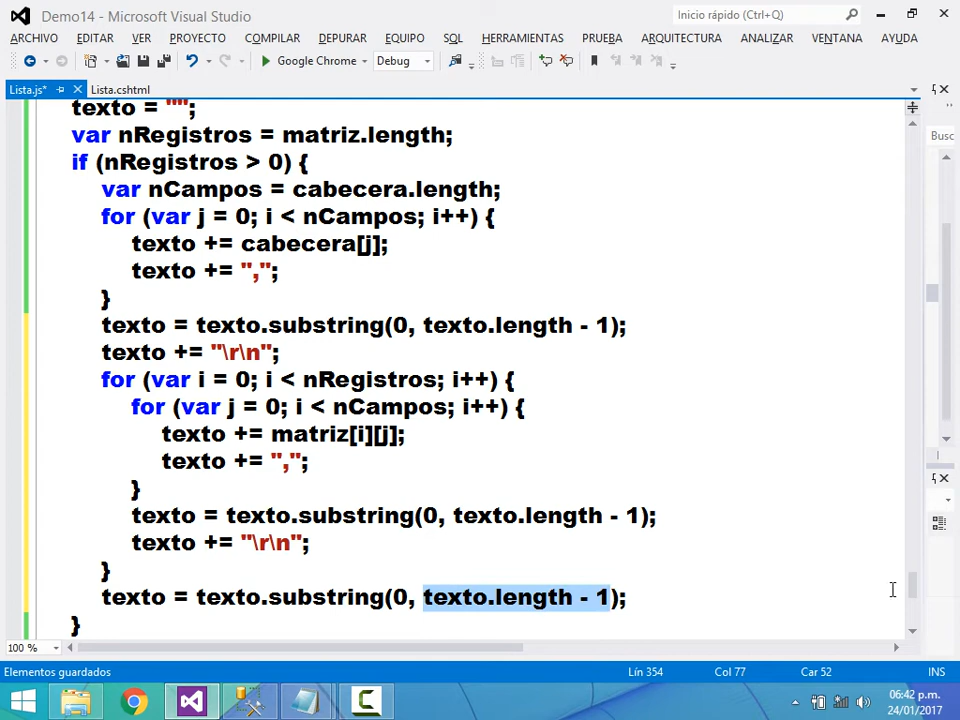 Demo14 - Microsoft Visual Studio
Inicio rápido (Ctrl+Q)
ARCHIVO EDITAR VER PROYECTO COMPILAR DEPURAR EQUIPO SQL HERRAMIENTAS PRUEBA ARQUITECTURA ANALIZAR VENTANA AYUDA
Google Chrome Debug
Lista.js* Lista.cshtml
texto = "";
var nRegistros = matriz.length;
if (nRegistros > 0) {
var nCampos = cabecera.length;
for (var j = 0; i < nCampos; i++) {
texto += cabecera[j];
texto += ",";
}
texto = texto.substring(0, texto.length - 1);
texto += "\r\n";
for (var i = 0; i < nRegistros; i++) {
for (var j = 0; i < nCampos; i++) {
texto += matriz[i][j];
texto += ",";
}
texto = texto.substring(0, texto.length - 1);
texto += "\r\n";
}
texto = texto.substring(0, texto.length - 1);
}
Busc
100 %
Elementos guardados Lín 354 Col 77 Car 52 INS
06:42 p.m.
24/01/2017